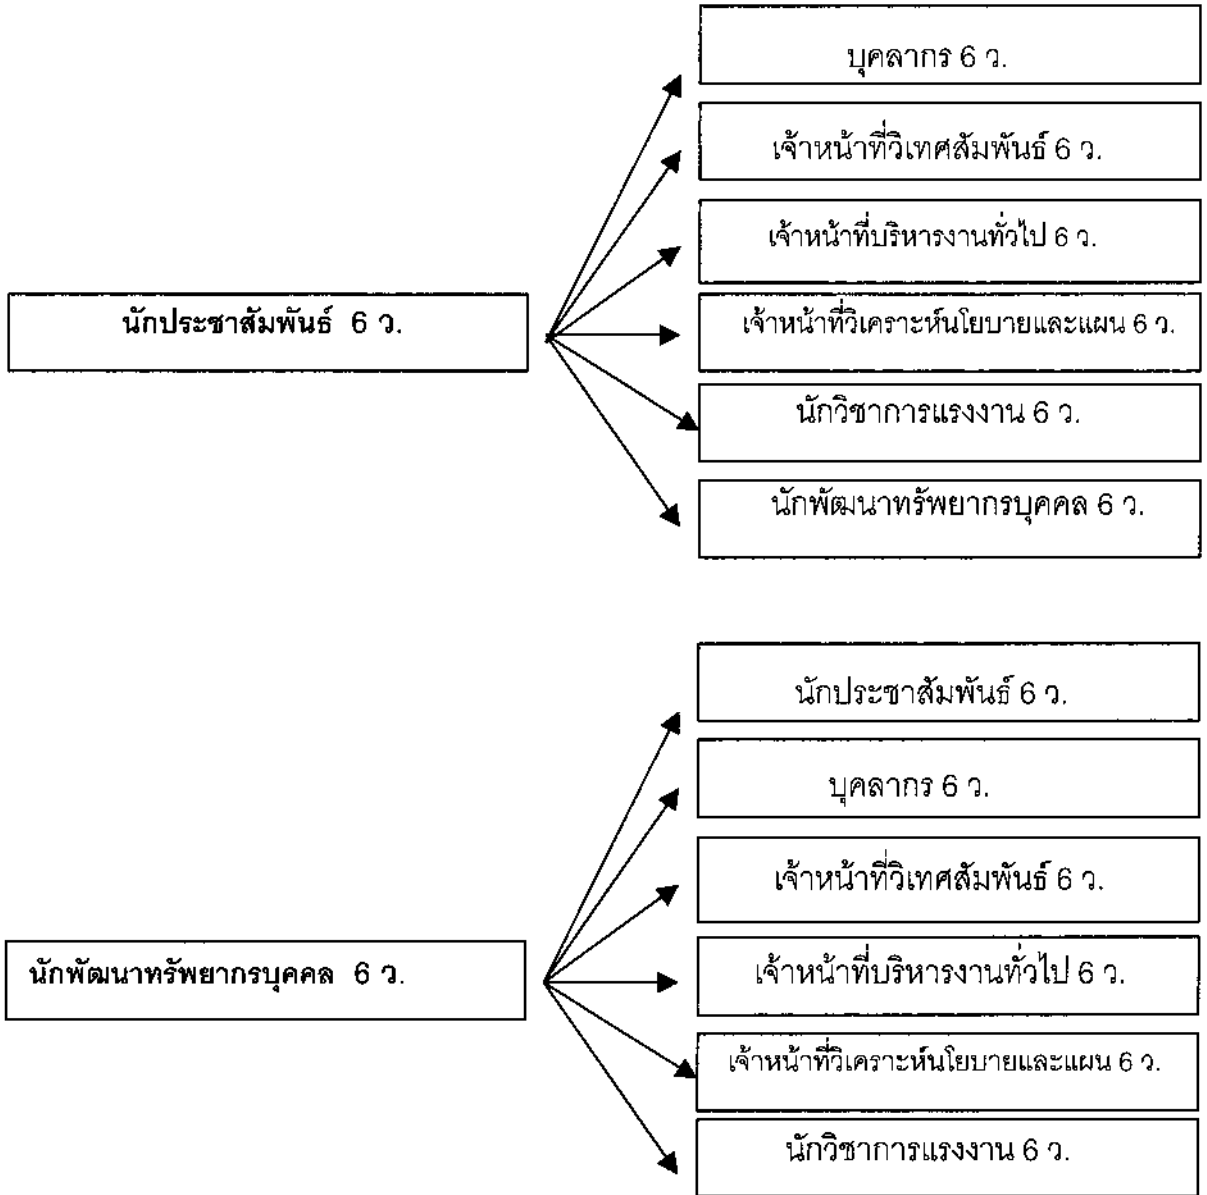 บุคลากร 6 ว.
เจ้าหน้าที่วิเทศสัมพันธ์ 6 ว.
เจ้าหน้าที่บริหารงานทั่วไป 6 ว.
นักประชาสัมพันธ์ 6 ว.
เจ้าหน้าที่วิเคราะห์นโยบายและแผน 6 ว.
นักวิชาการแรงงาน 6 ว.
นักพัฒนาทรัพยากรบุคคล 6 ว.
นักประชาสัมพันธ์ 6 ว.
บุคลากร 6 ว.
เจ้าหน้าที่วิเทศสัมพันธ์ 6 ว.
นักพัฒนาทรัพยากรบุคคล 6 ว.
เจ้าหน้าที่บริหารงานทั่วไป 6 ว.
เจ้าหน้าที่วิเคราะห์นโยบายและแผน 6 ว.
นักวิชาการแรงงาน 6 ว.